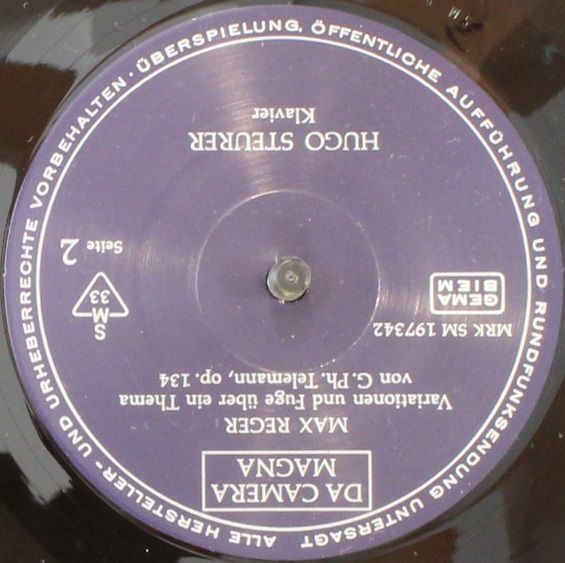 DA CAMERA
MAGNA
MAX REGER
Variationen und Fuge über ein Thema
von G. Ph. Telemann, op. 134
MRK SM 197342
GEMA
BIEM
S
M
33
Seite 2
HUGO STEURER
Klavier
ALLE HERSTELLER- UND URHEBERRECHTE VORBEHALTEN · ÜBERSPIELUNG, ÖFFENTLICHE AUFFÜHRUNG UND RUNDFUNKSENDUNG UNTERSAGT